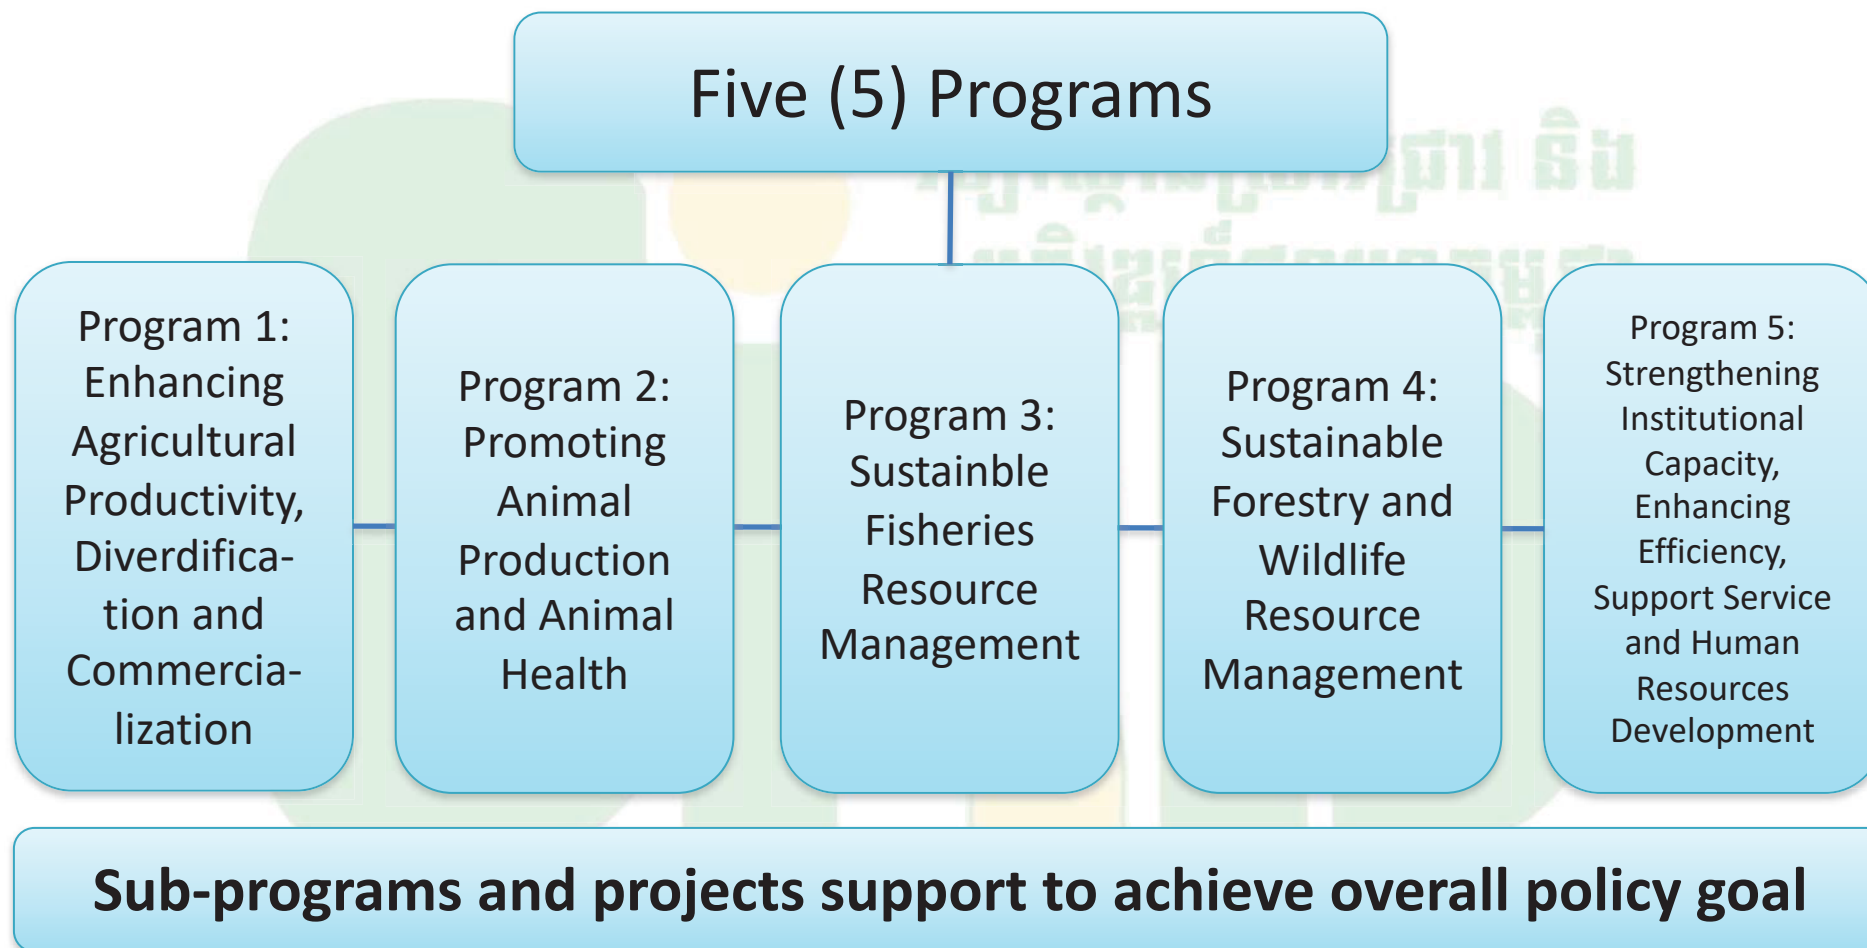 Five (5) Programs
និង
Program 1:
Enhancing
Agricultural
Productivity,
Diverdifica-
tion and
Commercia-
lization
Program 2:
Promoting
Animal
Production
and Animal
Health
Program 3:
Sustainble
Fisheries
Resource
Management
Program 4:
Sustainable
Forestry and
Wildlife
Resource
Management
Program 5:
Strengthening
Institutional
Capacity,
Enhancing
Efficiency,
Support Service
and Human
Resources
Development
Sub-programs and projects support to achieve overall policy goal